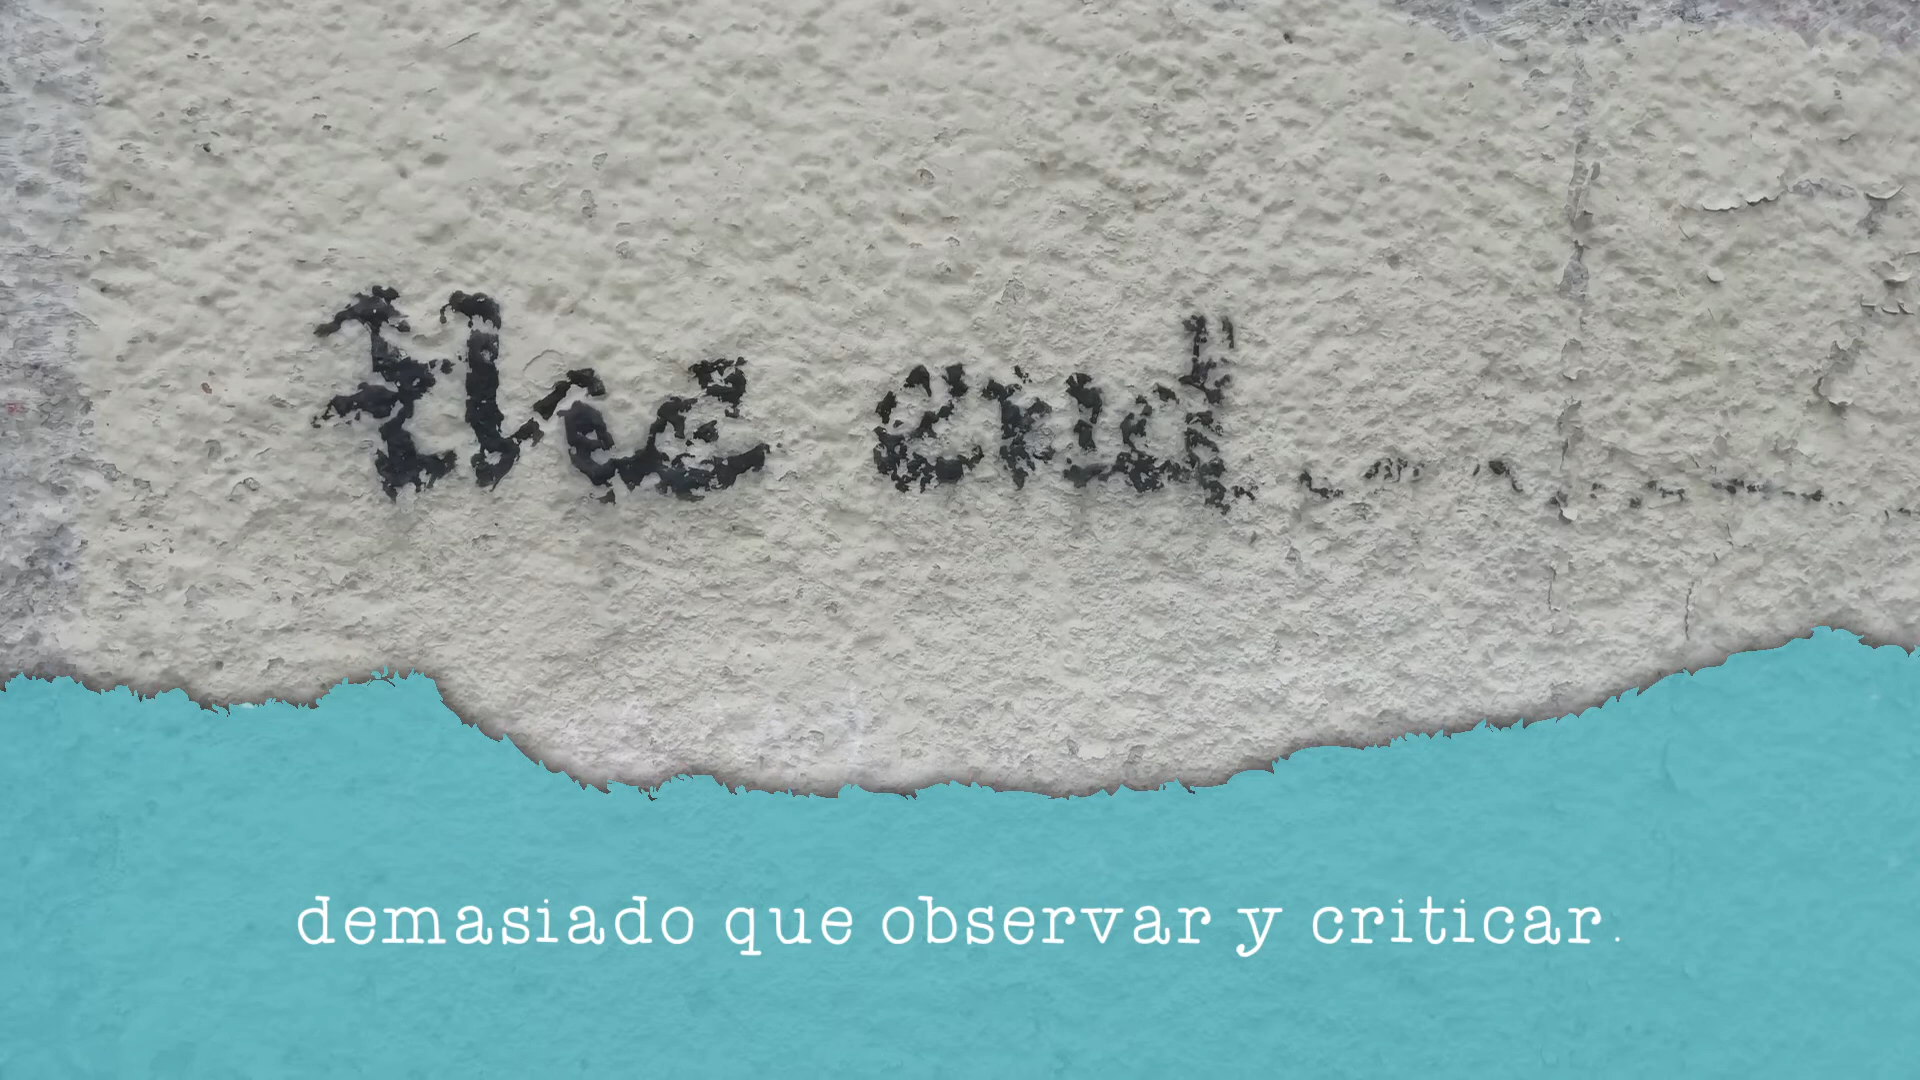 the end
demasiado que observar y criticar.